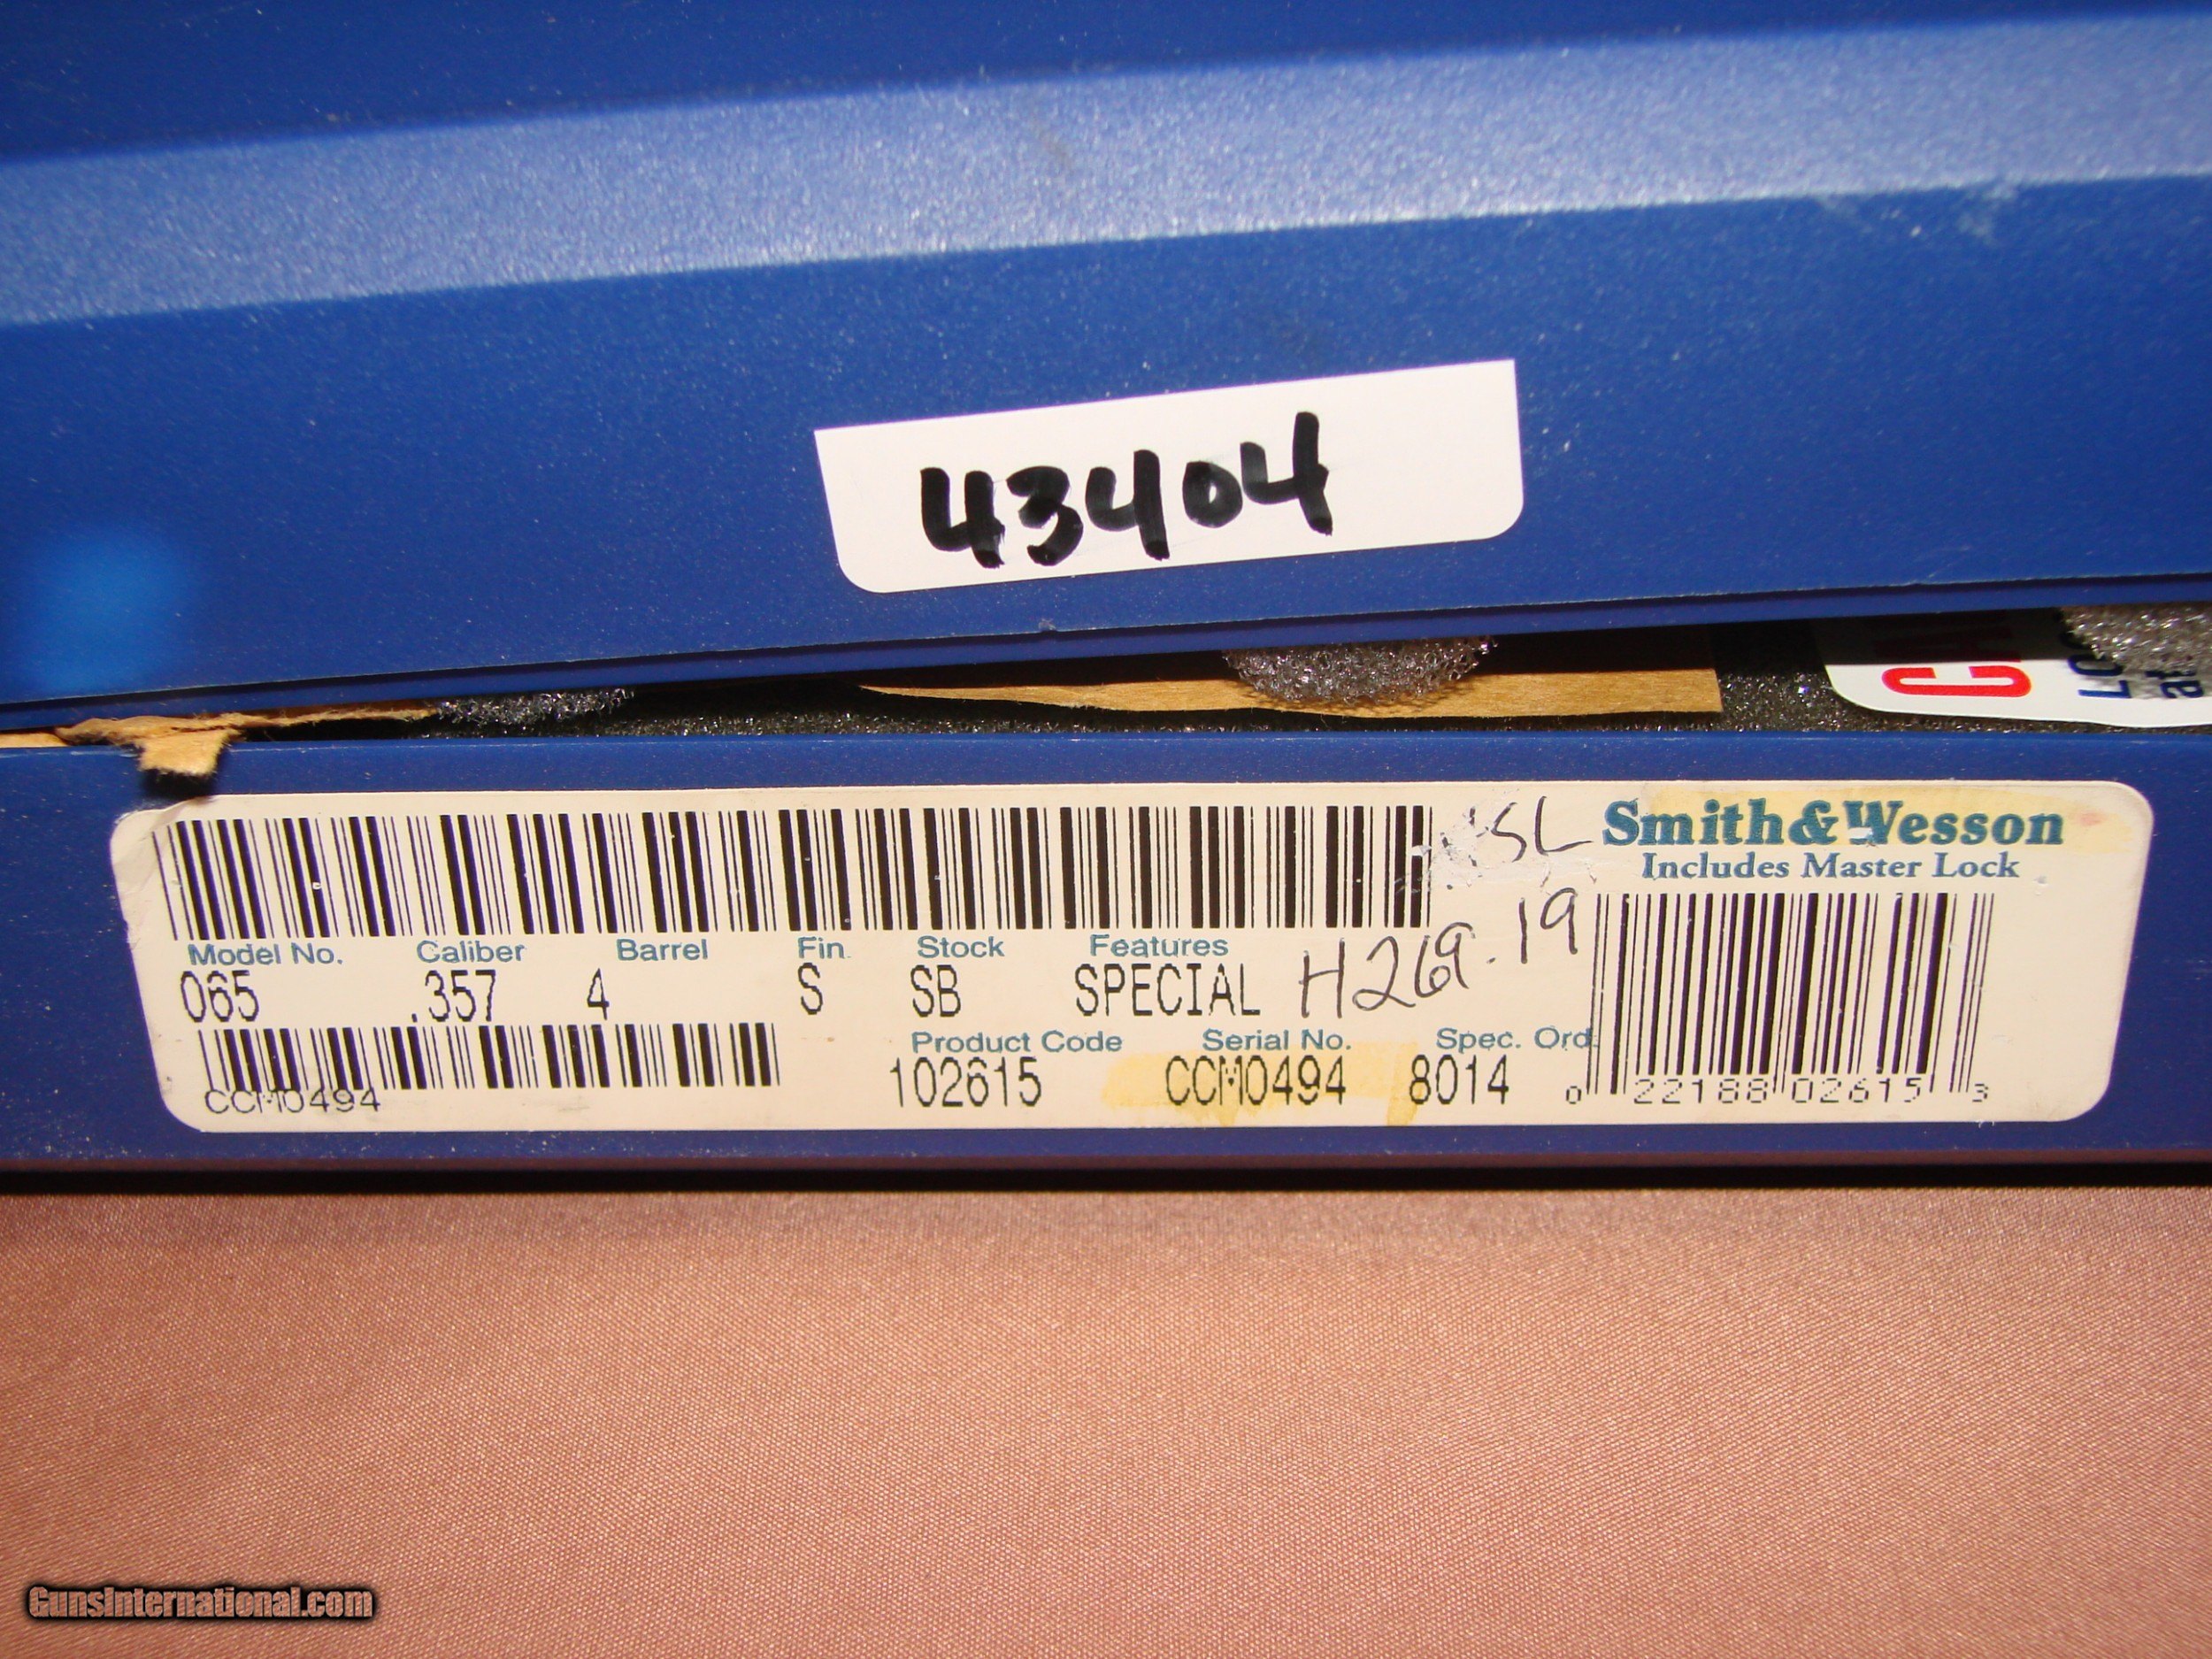 43404
SL
Smith&Wesson
Includes Master Lock
Model No. Caliber Barrel Fin. Stock Features
065 .357 4 S SB SPECIAL H269.19
Product Code Serial No. Spec. Ord.
102615 CCM0494 8014
CCM0494
0 22188 02615 3
GunsInternational.com